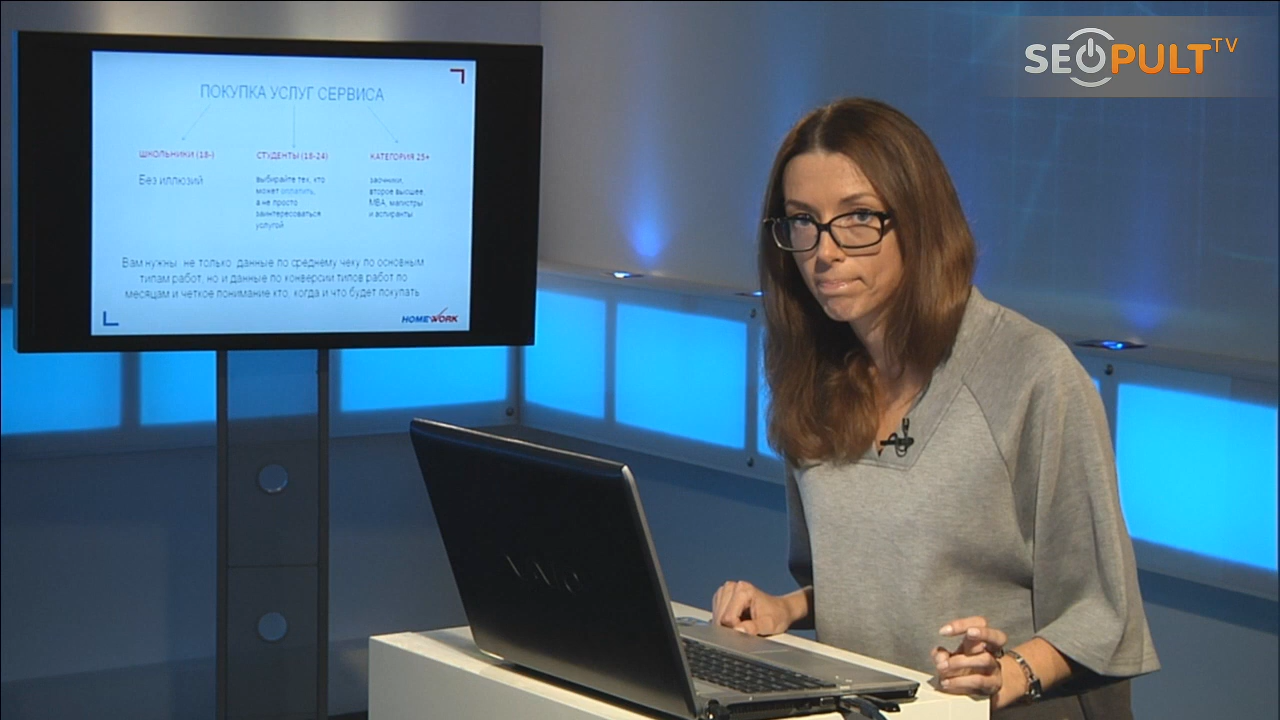 SEOPULT TV
ПОКУПКА УСЛУГ СЕРВИСА
ШКОЛЬНИКИ (18-)
Без иллюзий
СТУДЕНТЫ (18-24)
выбирайте тех, кто
может оплатить,
а не просто
заинтересоваться
услугой
КАТЕГОРИЯ 25+
заочники,
второе высшее,
МВА, магистры
и аспиранты
Вам нужны не только данные по среднему чеку по основным
типам работ, но и данные по конверсии типов работ по
месяцам и четкое понимание кто, когда и что будет покупать
HOMEWORK
VAIO